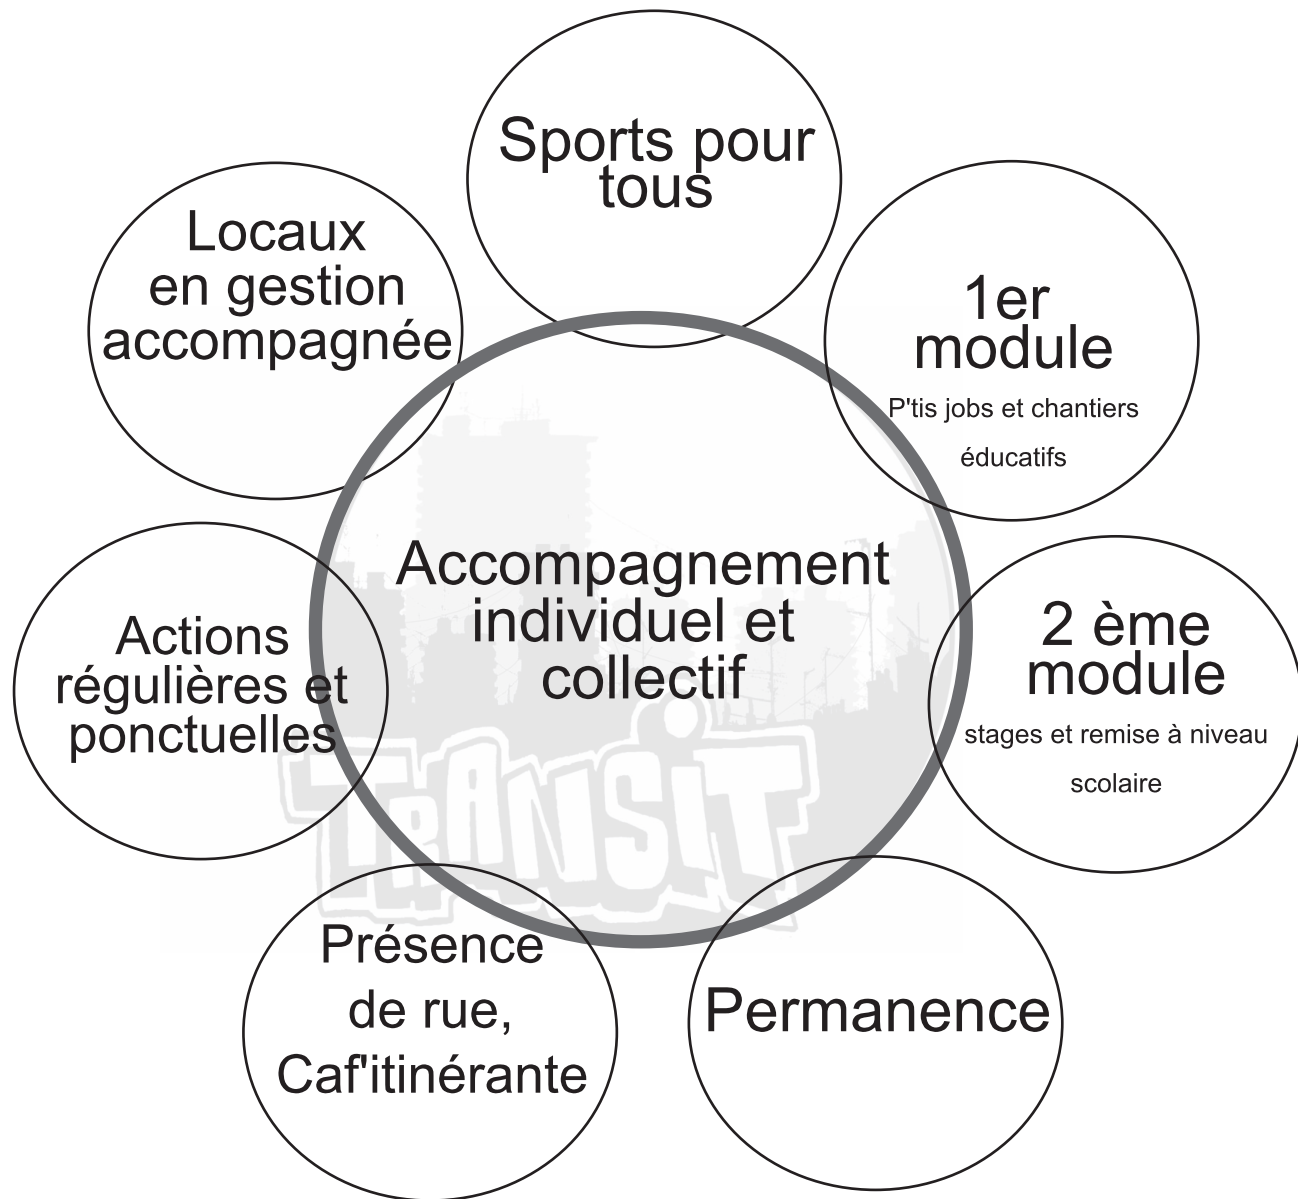 Sports pour
tous
Locaux
en gestion
accompagnée
1er
module
P'tis jobs et chantiers
éducatifs
Accompagnement
individuel et
collectif
Actions
régulières et
ponctuelles
2 ème
module
stages et remise à niveau
scolaire
TRANSIT
Présence
de rue,
Caf'itinérante
Permanence